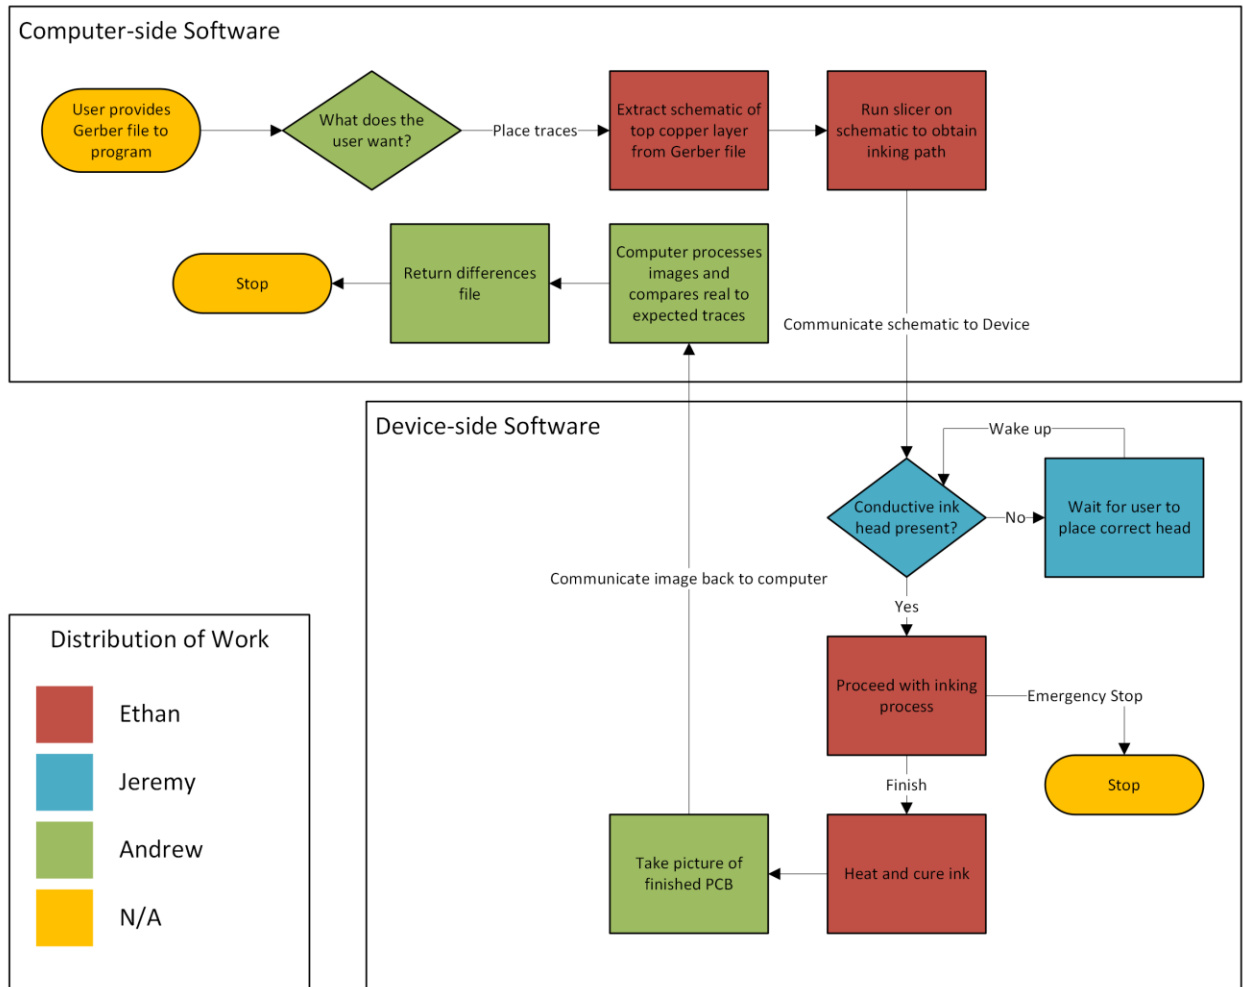 Computer-side Software
User provides
Gerber file to
program
What does the
user want?
Place traces
Extract schematic of
top copper layer
from Gerber file
Run slicer on
schematic to obtain
inking path
Stop
Return differences
file
Computer processes
images and
compares real to
expected traces
Communicate schematic to Device
Device-side Software
Wake up
Conductive ink
head present?
No
Wait for user to
place correct head
Communicate image back to computer
Yes
Proceed with inking
process
Emergency Stop
Stop
Finish
Take picture of
finished PCB
Heat and cure ink
Distribution of Work
Ethan
Jeremy
Andrew
N/A